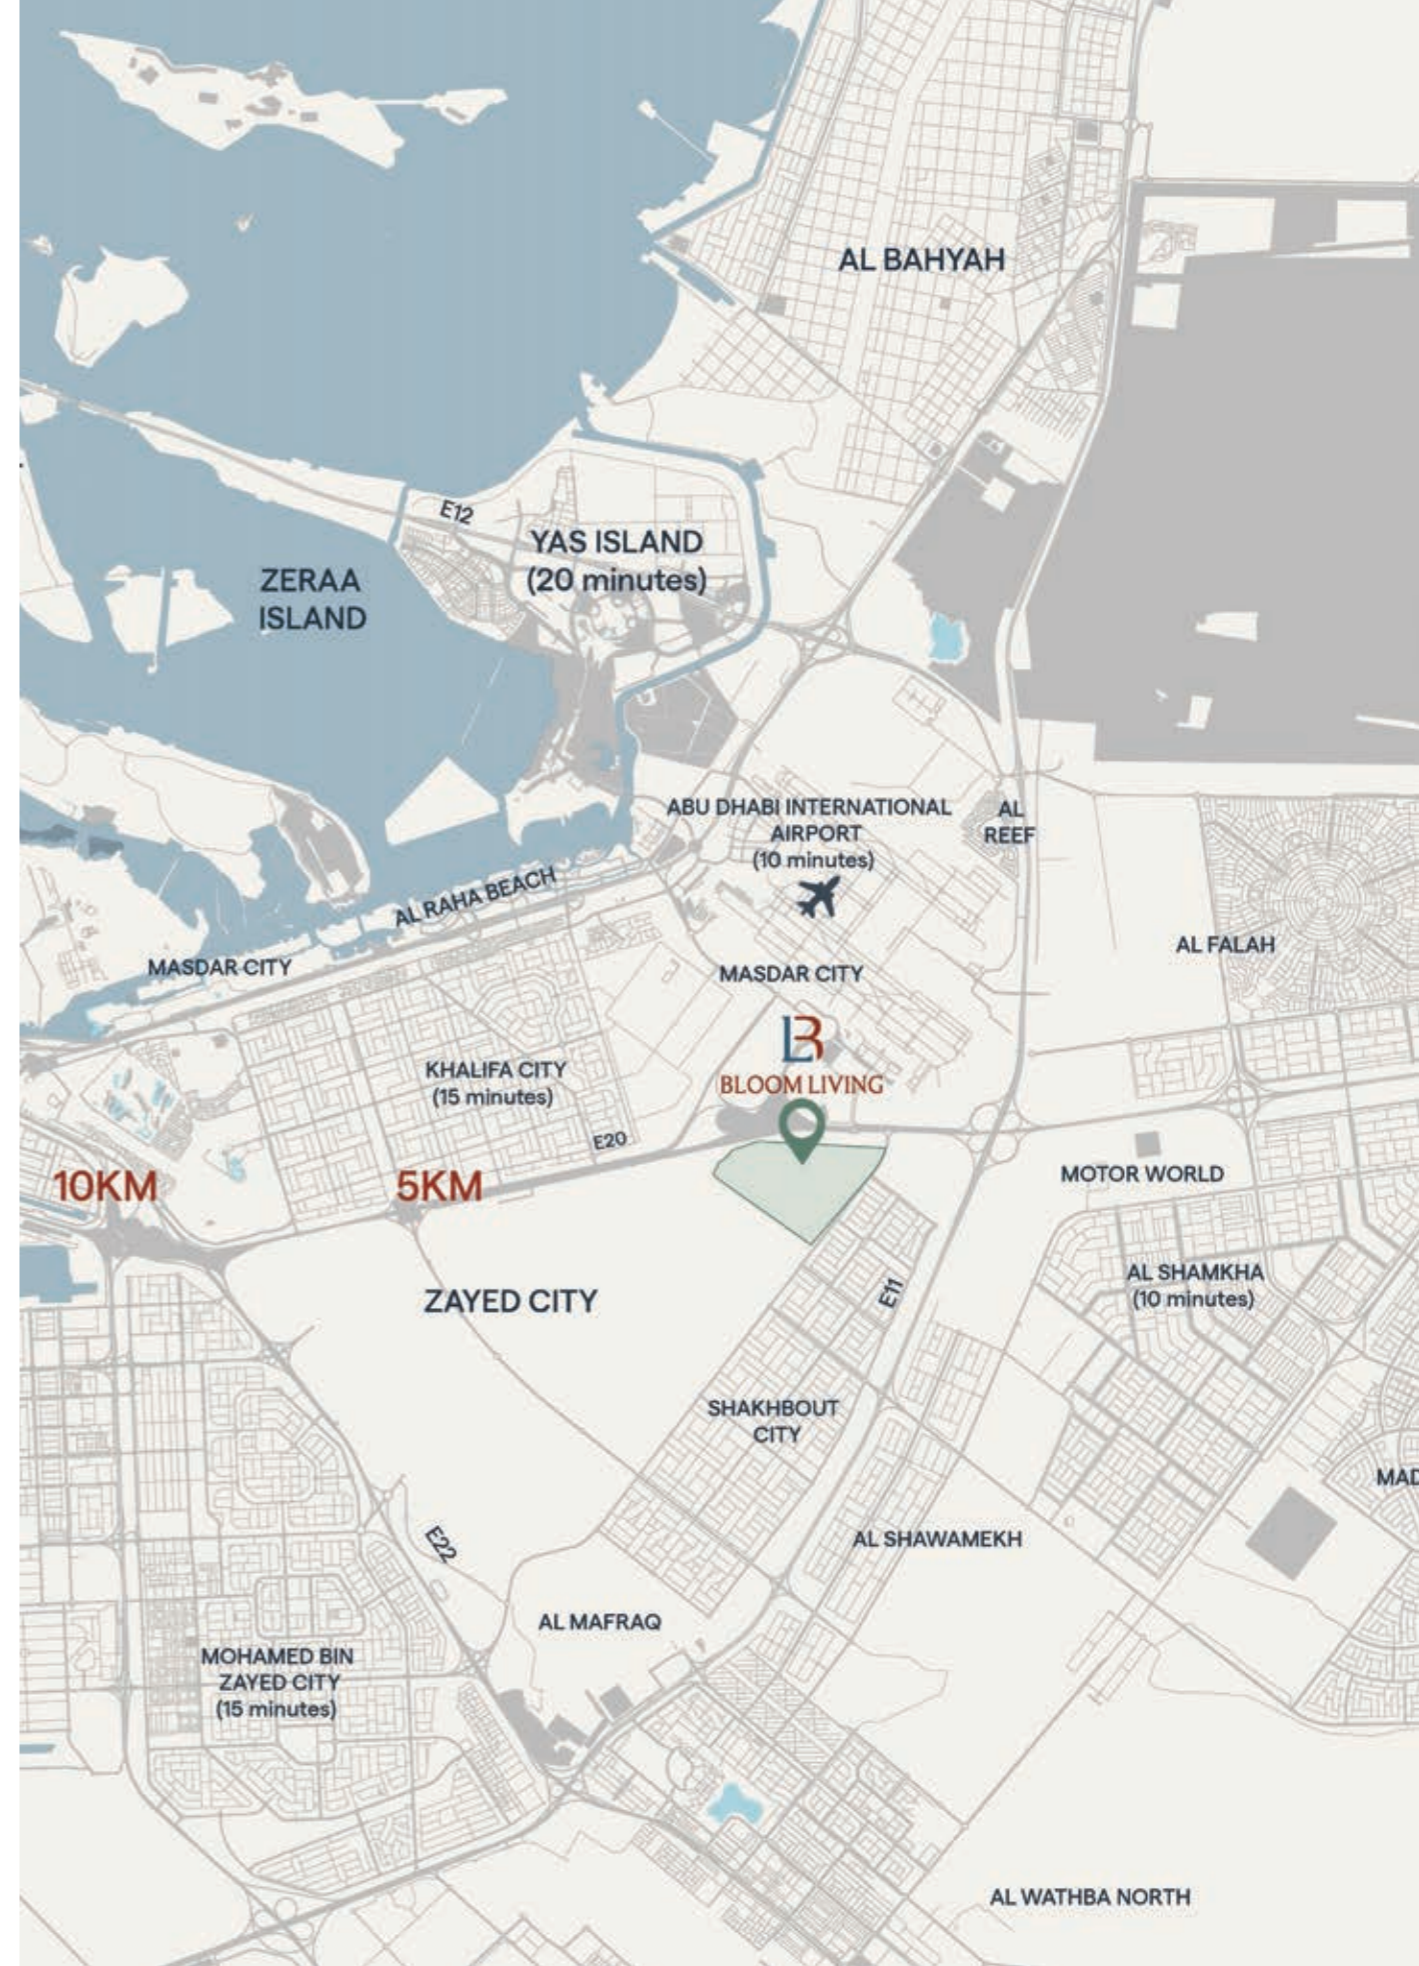 AL BAHYAH
E12
YAS ISLAND
(20 minutes)
ZERAA
ISLAND
ABU DHABI INTERNATIONAL
AIRPORT
(10 minutes)
AL
REEF
AL RAHA BEACH
MASDAR CITY
MASDAR CITY
AL FALAH
LB
BLOOM LIVING
KHALIFA CITY
(15 minutes)
E20
10KM
5KM
MOTOR WORLD
ZAYED CITY
E11
AL SHAMKHA
(10 minutes)
SHAKHBOUT
CITY
MAD
E22
AL SHAWAMEKH
AL MAFRAQ
MOHAMED BIN
ZAYED CITY
(15 minutes)
AL WATHBA NORTH